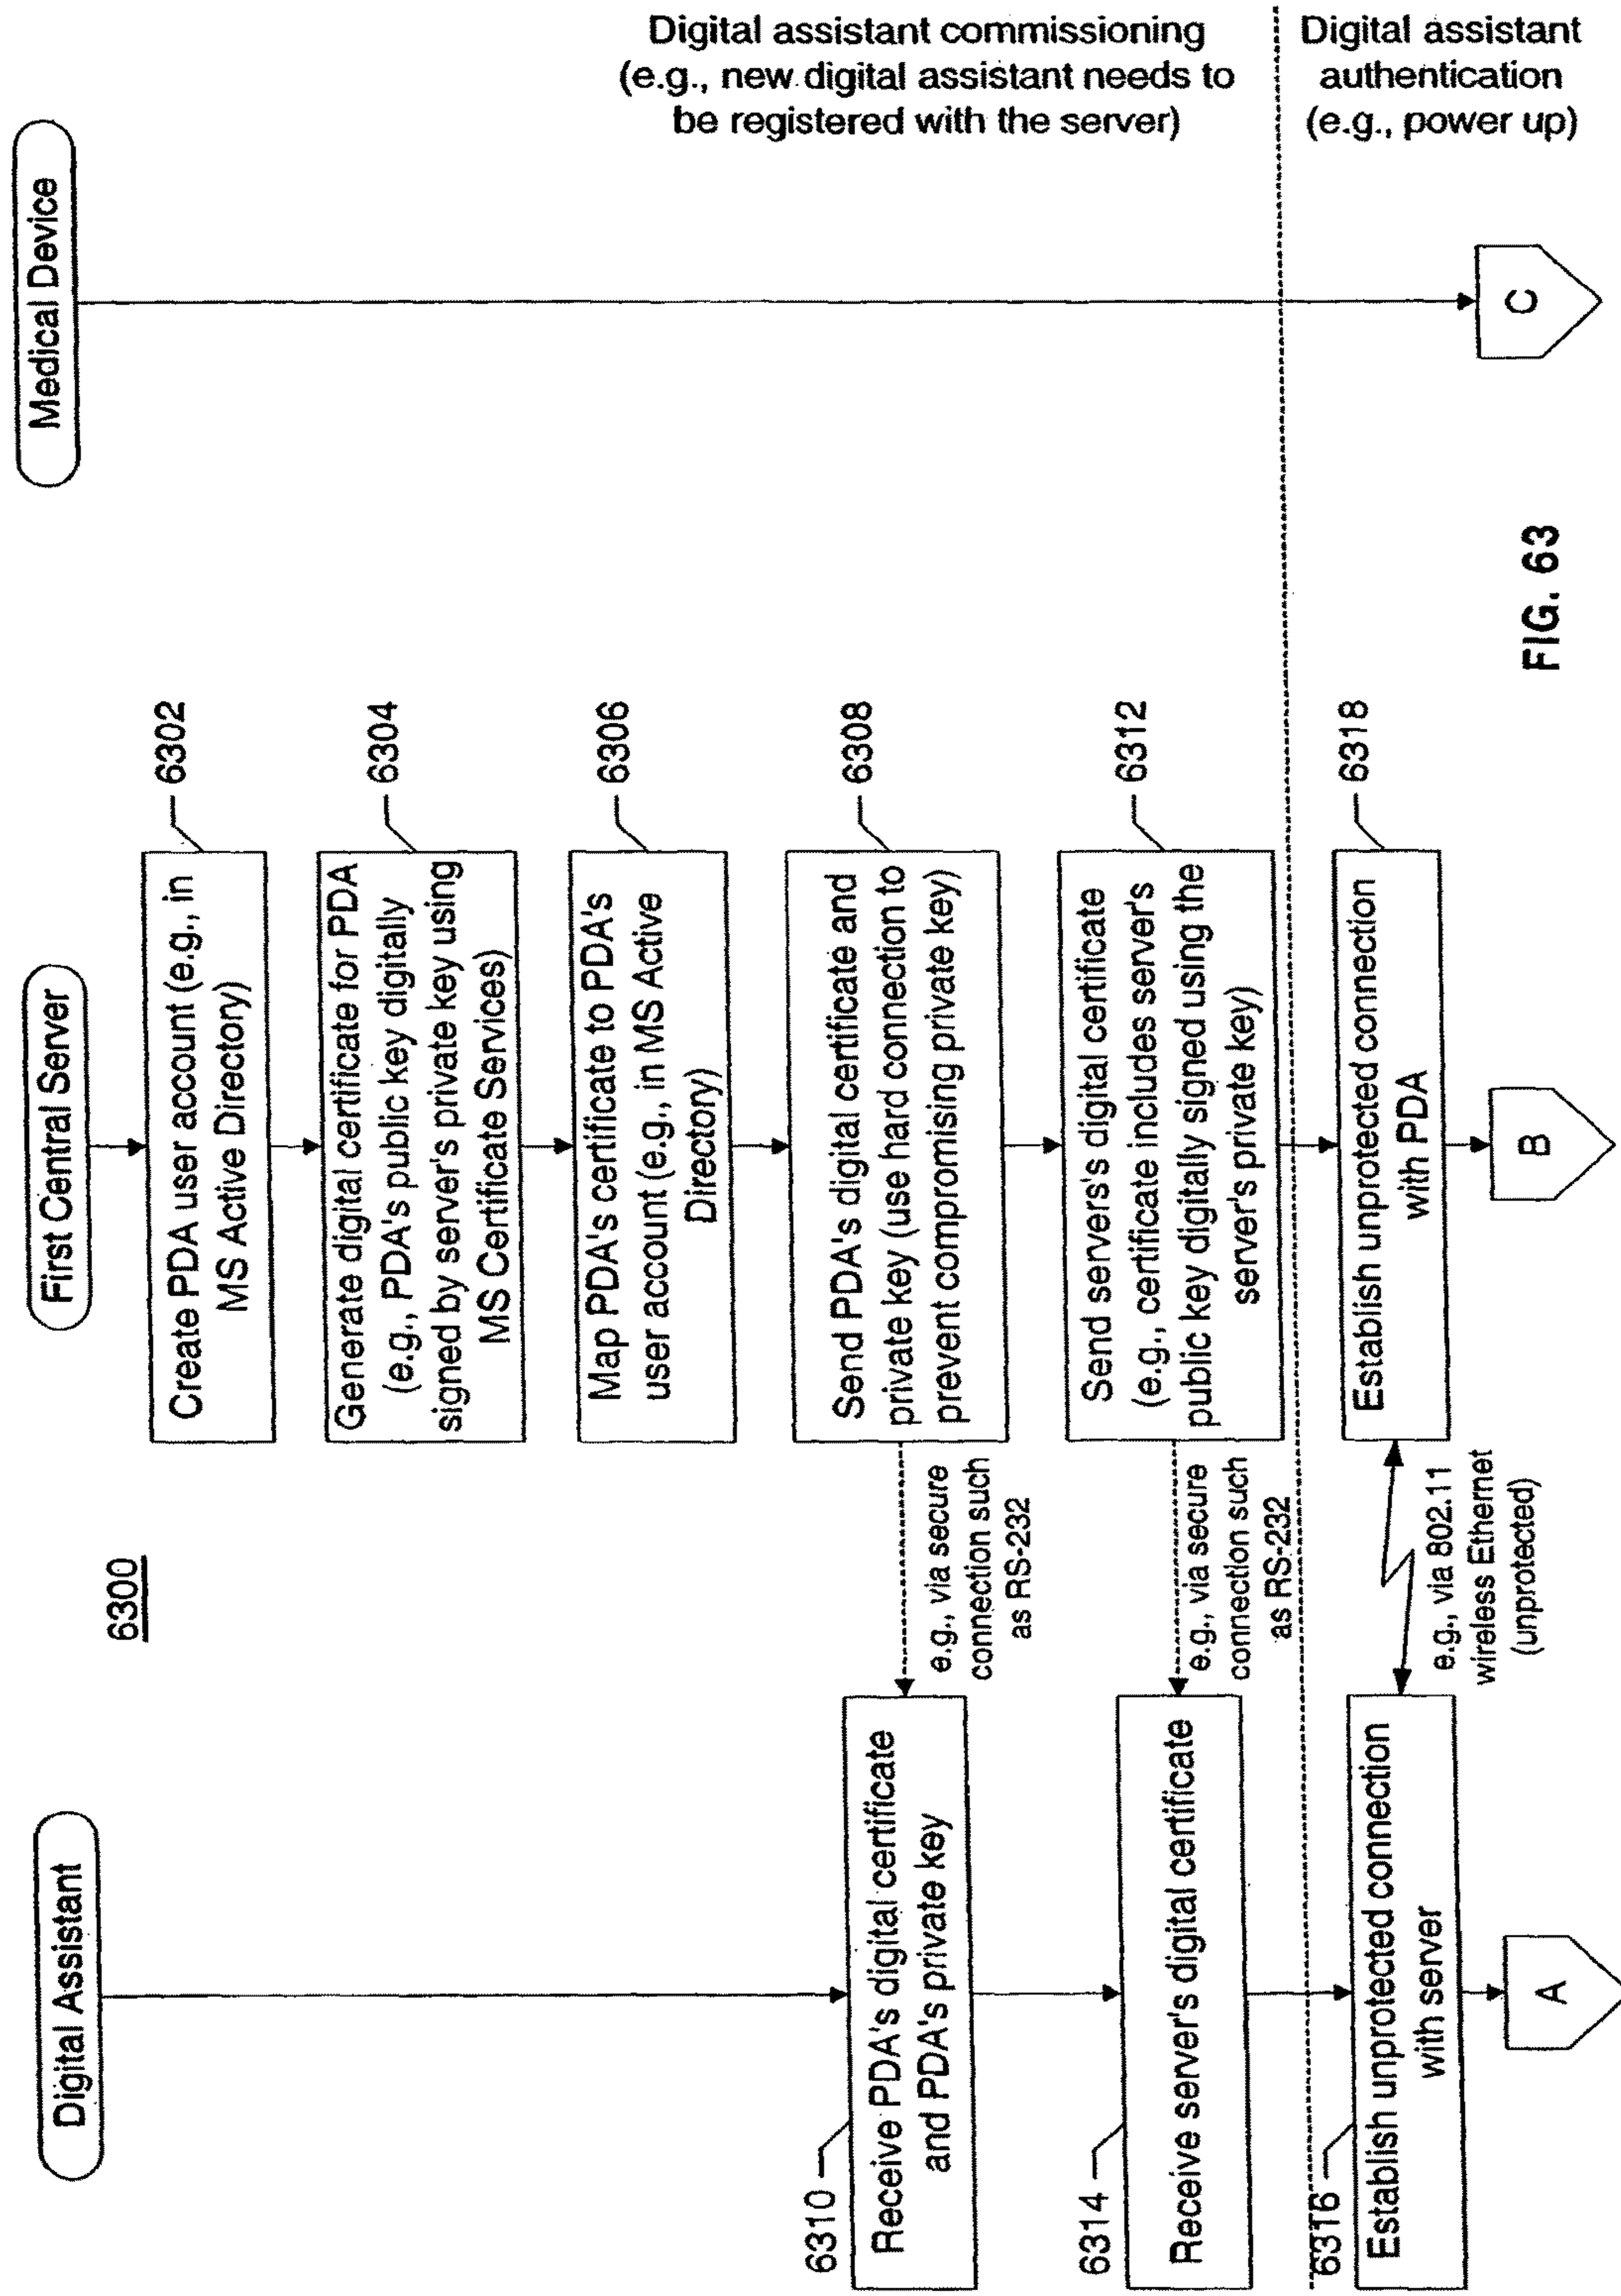 6300
Digital Assistant
First Central Server
Medical Device
Create PDA user account (e.g., in
MS Active Directory)
6302
Generate digital certificate for PDA
(e.g., PDA's public key digitally
signed by server's private key using
MS Certificate Services)
6304
Map PDA's certificate to PDA's
user account (e.g., in MS Active
Directory)
6306
Send PDA's digital certificate and
private key (use hard connection to
prevent compromising private key)
6308
e.g., via secure
connection such
as RS-232
6310
Receive PDA's digital certificate
and PDA's private key
Send servers's digital certificate
(e.g., certificate includes server's
public key digitally signed using the
server's private key)
6312
e.g., via secure
connection such
as RS-232
6314
Receive server's digital certificate
Digital assistant commissioning
(e.g., new digital assistant needs to
be registered with the server)
Digital assistant
authentication
(e.g., power up)
6316
Establish unprotected connection
with server
e.g., via 802.11
wireless Ethernet
(unprotected)
Establish unprotected connection
with PDA
6318
A
B
C
FIG. 63